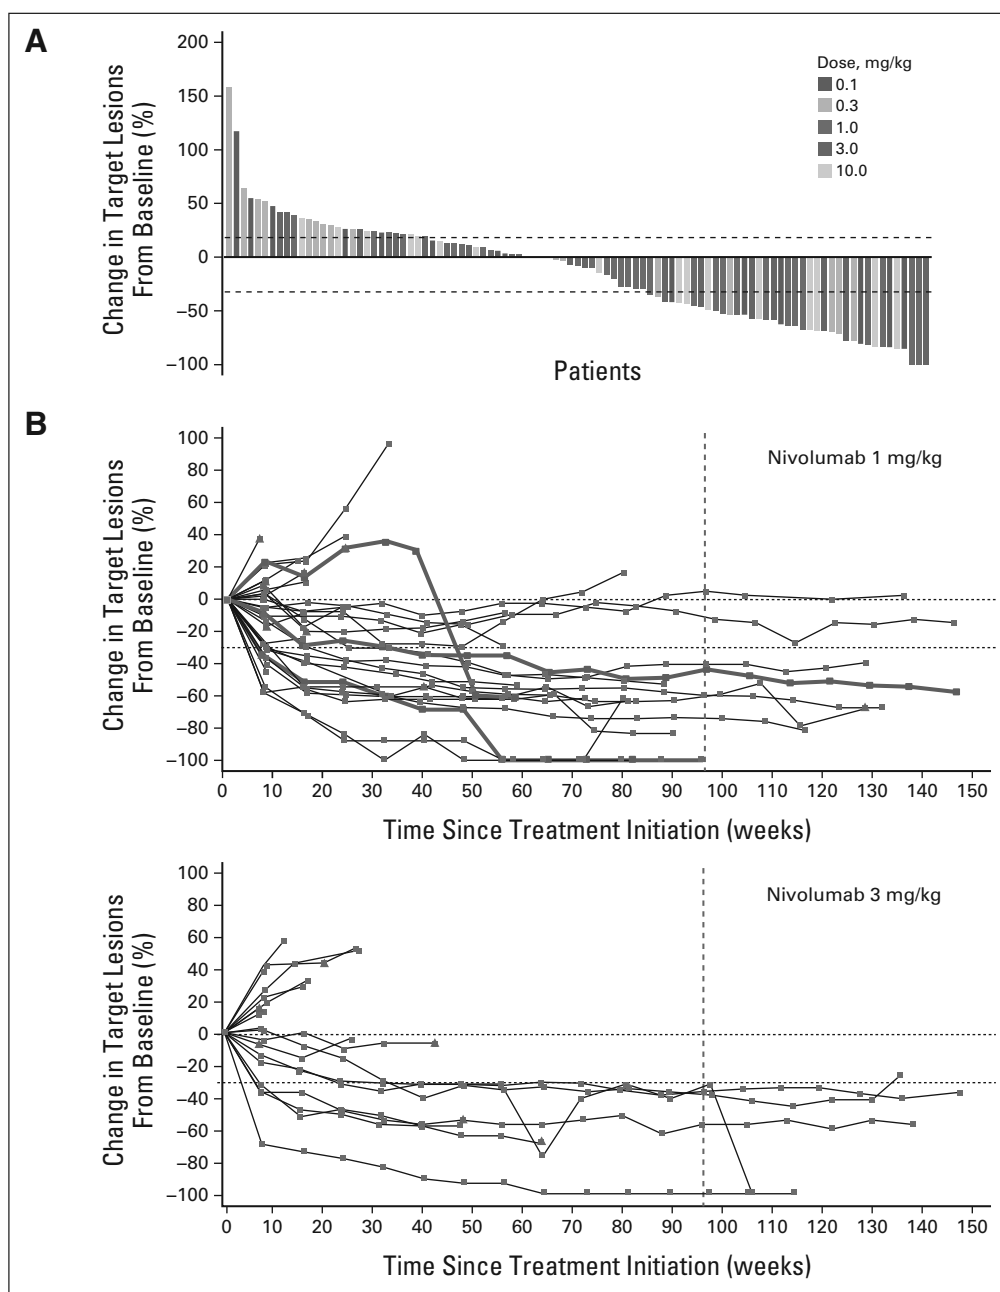 A
Change in Target Lesions
From Baseline (%)
200
150
100
50
0
−50
−100
Dose, mg/kg
0.1
0.3
1.0
3.0
10.0
Patients
B
Change in Target Lesions
From Baseline (%)
100
80
60
40
20
0
−20
−40
−60
−80
−100
Nivolumab 1 mg/kg
0 10 20 30 40 50 60 70 80 90 100 110 120 130 140 150
Time Since Treatment Initiation (weeks)
Change in Target Lesions
From Baseline (%)
100
80
60
40
20
0
−20
−40
−60
−80
−100
Nivolumab 3 mg/kg
0 10 20 30 40 50 60 70 80 90 100 110 120 130 140 150
Time Since Treatment Initiation (weeks)